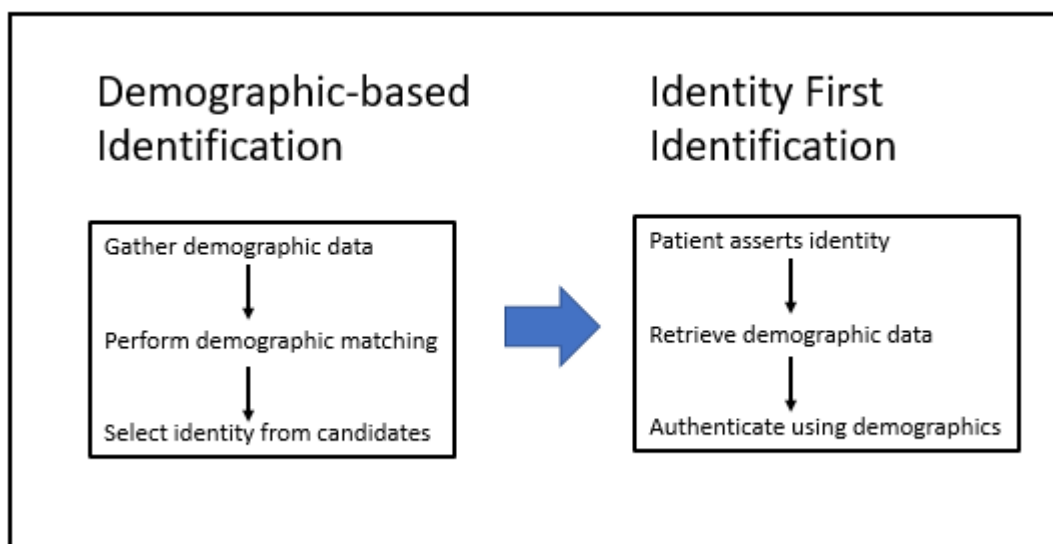 Demographic-based
Identification
Gather demographic data
Perform demographic matching
Select identity from candidates
Identity First
Identification
Patient asserts identity
Retrieve demographic data
Authenticate using demographics